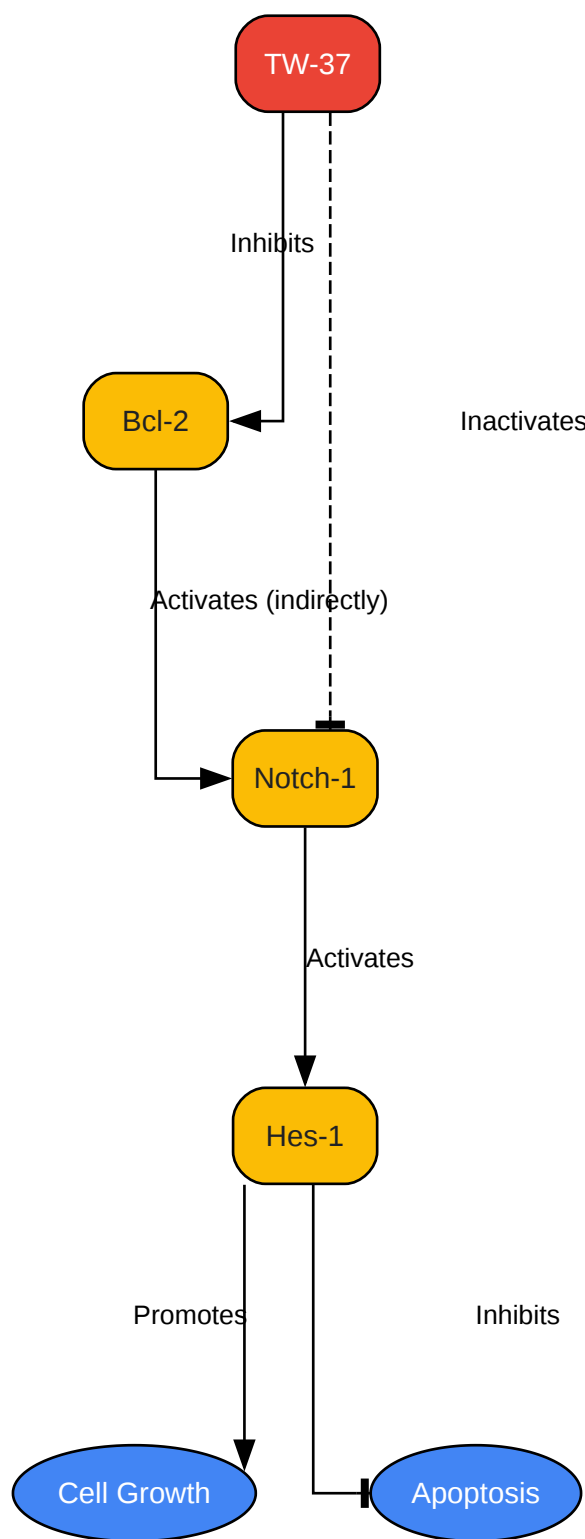 TW-37
Inhibits
Bcl-2
Inactivates
Activates (indirectly)
Notch-1
Activates
Hes-1
Promotes
Inhibits
Cell Growth
Apoptosis